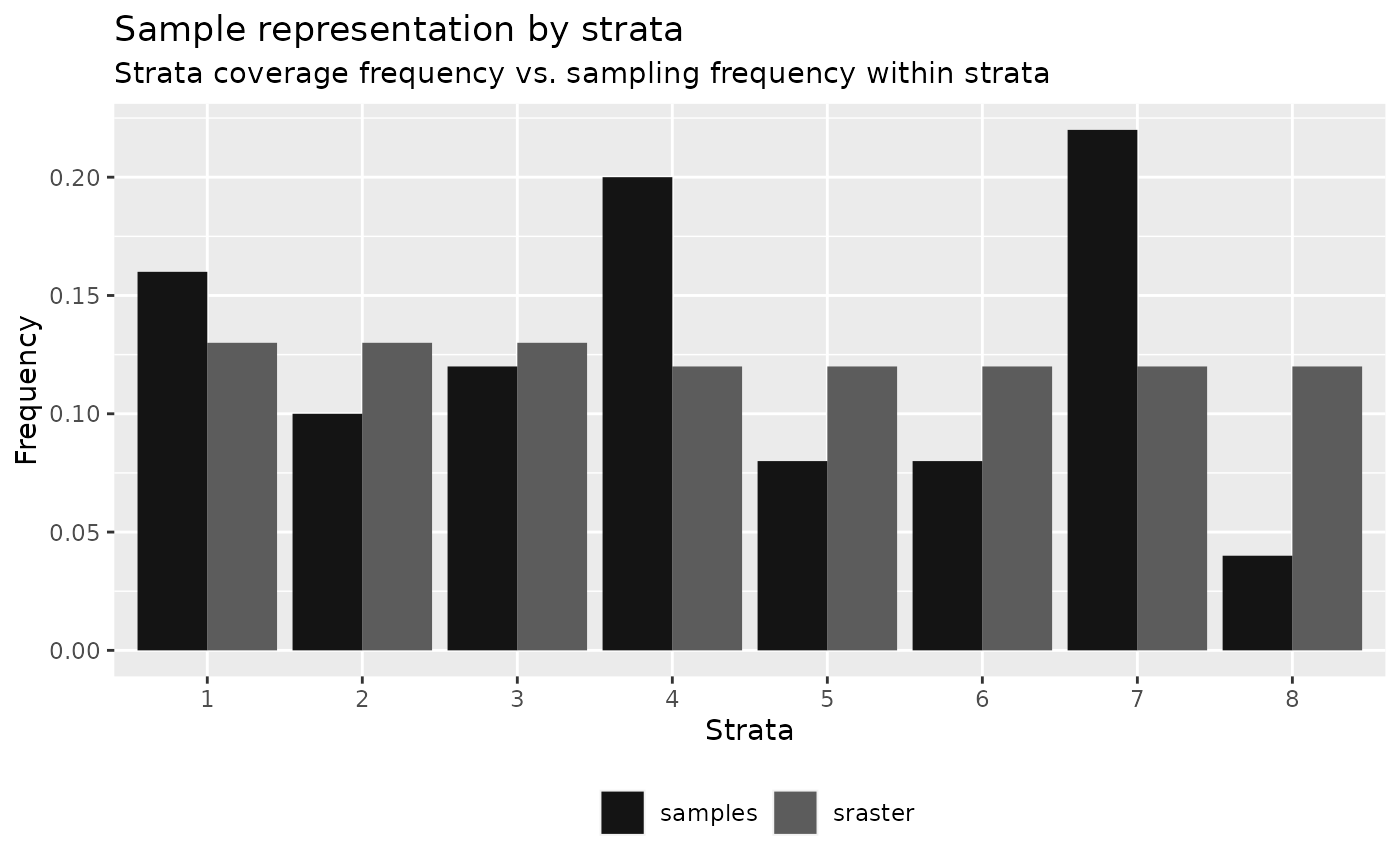 Sample representation by strata
Strata coverage frequency vs. sampling frequency within strata
Frequency
0.20
0.15
0.10
0.05
0.00
1 2 3 4 5 6 7 8
Strata
samples sraster